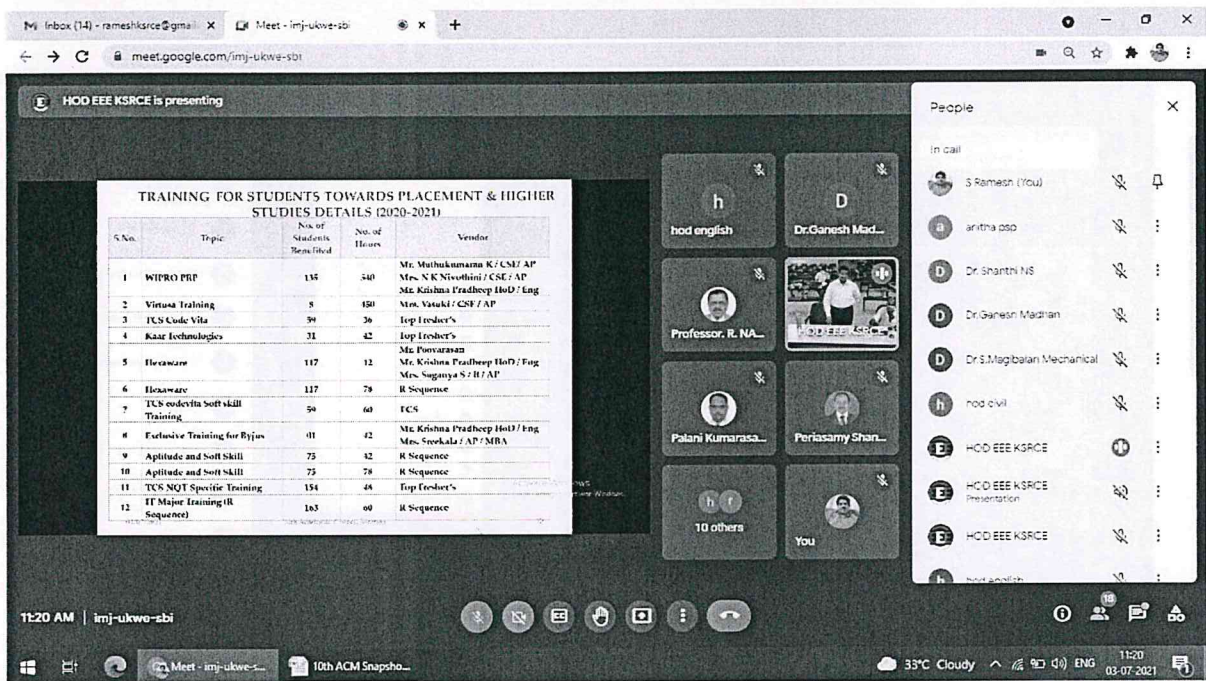 Inbox (14) - rameshksrce@gmail
Meet - imj-ukwe-sbi
meet.google.com/imj-ukwe-sbi
HOD EEE KSRCE is presenting
TRAINING FOR STUDENTS TOWARDS PLACEMENT & HIGHER
STUDIES DETAILS (2020-2021)
S.No. Topic No. of Students Benefited No. of Hours Vendor
1 WIPRO PRP 135 540 Mr. Muthukumaran K / CSE/ AP
Mrs. N K Nivothini / CSE / AP
Mr. Krishna Pradheep HoD / Eng
2 Virtusa Training 8 450 Mrs. Vasuki / CSE / AP
3 TCS Code Vita 59 36 Top Fresher's
4 Kaar Technologies 31 42 Top Fresher's
5 Hexaware 117 12 Mr. Poovarasan
Mr. Krishna Pradheep HoD / Eng
Mrs. Suganya S / IT / AP
6 Hexaware 117 78 R Sequence
7 TCS codevita Soft skill
Training 59 60 TCS
8 Exclusive Training for Byjus 42 Mr. Krishna Pradheep HoD / Eng
Mrs. Sreekala / AP / MBA
9 Aptitude and Soft Skill 75 42 R Sequence
10 Aptitude and Soft Skill 75 78 R Sequence
11 TCS NQT Specific Training 154 48 Top Fresher's
12 IT Major Training (R
Sequence) 163 60 R Sequence
h
hod english
D
Dr.Ganesh Mad...
Professor. R. NA...
HOD EEE KSRCE
Palani Kumarasa...
Periasamy Shan...
h r
10 others
You
People
In call
S Ramesh (You)
a anitha psp
D Dr. Shanthi NS
D Dr.Ganesh Madhan
D Dr.S.Magibalan Mechanical
h hod civil
E HOD EEE KSRCE
E HOD EEE KSRCE
Presentation
E HOD EEE KSRCE
h hod english
11:20 AM | imj-ukwe-sbi
18
Meet - imj-ukwe-s...
10th ACM Snapsho...
33°C Cloudy
ENG
11:20
03-07-2021